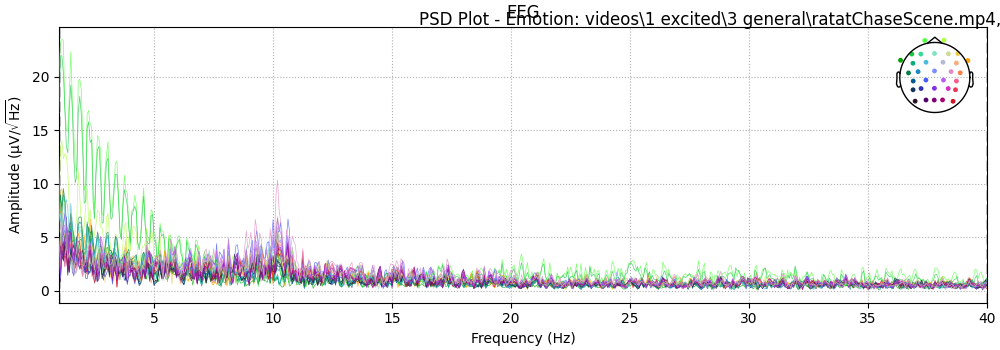 EEG
PSD Plot - Emotion: videos\1 excited\3 general\ratatChaseScene.mp4,
Amplitude (µV/√Hz)
20
15
10
5
0
5 10 15 20 25 30 35 40
Frequency (Hz)